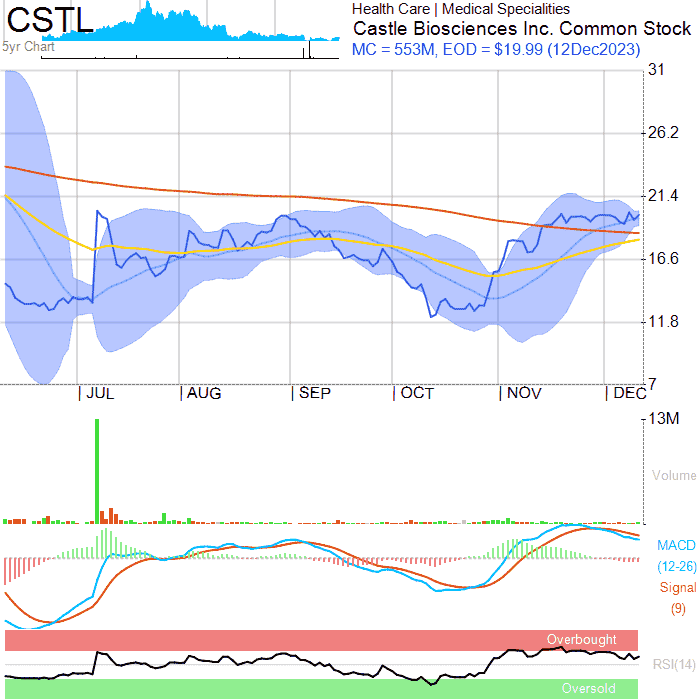 CSTL
5yr Chart
Health Care | Medical Specialities
Castle Biosciences Inc. Common Stock
MC = 553M, EOD = $19.99 (12Dec2023)
31
26.2
21.4
16.6
11.8
7
| JUL | AUG | SEP | OCT | NOV | DEC
13M
Volume
MACD
(12-26)
Signal
(9)
Overbought
RSI(14)
Oversold